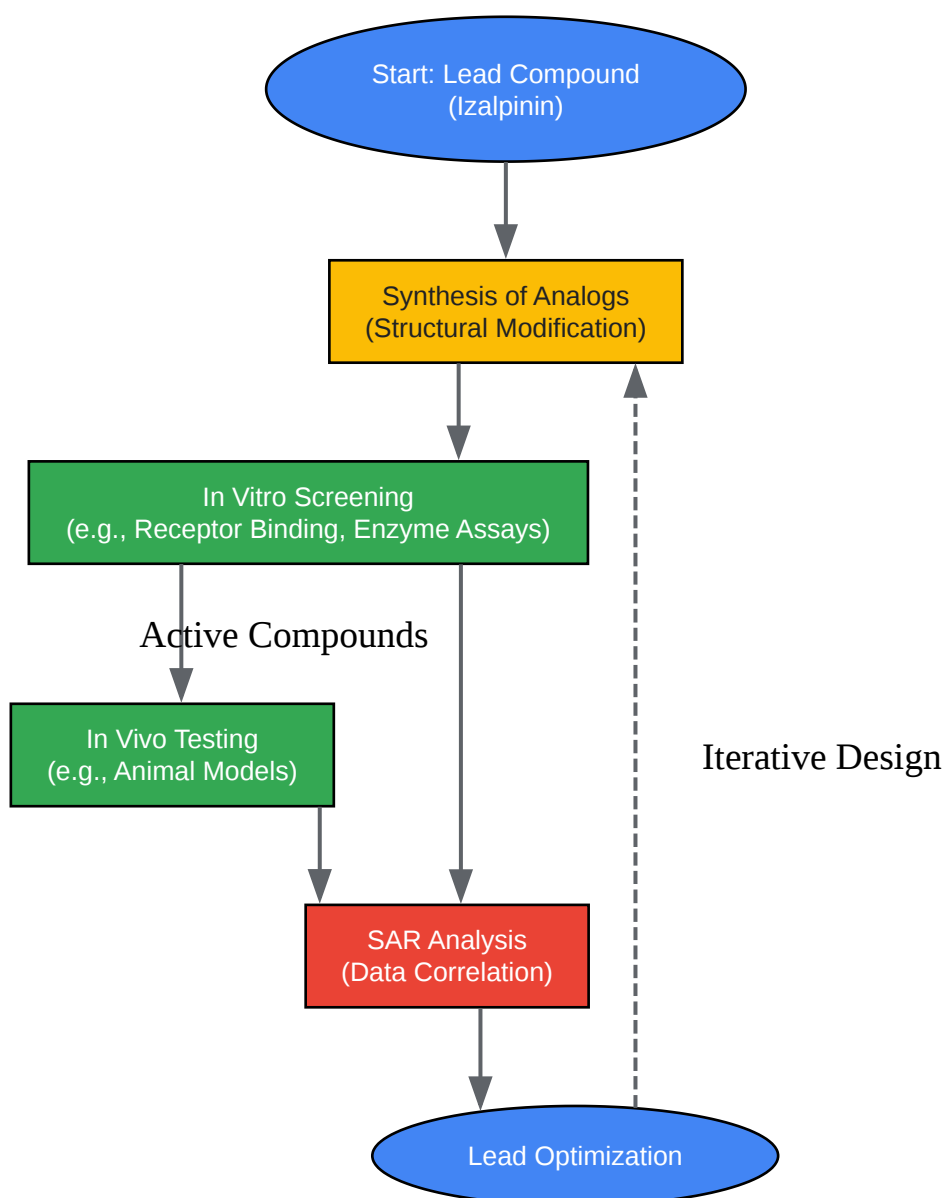 Start: Lead Compound
(Izalpinin)
Synthesis of Analogs
(Structural Modification)
In Vitro Screening
(e.g., Receptor Binding, Enzyme Assays)
Active Compounds
In Vivo Testing
(e.g., Animal Models)
Iterative Design
SAR Analysis
(Data Correlation)
Lead Optimization